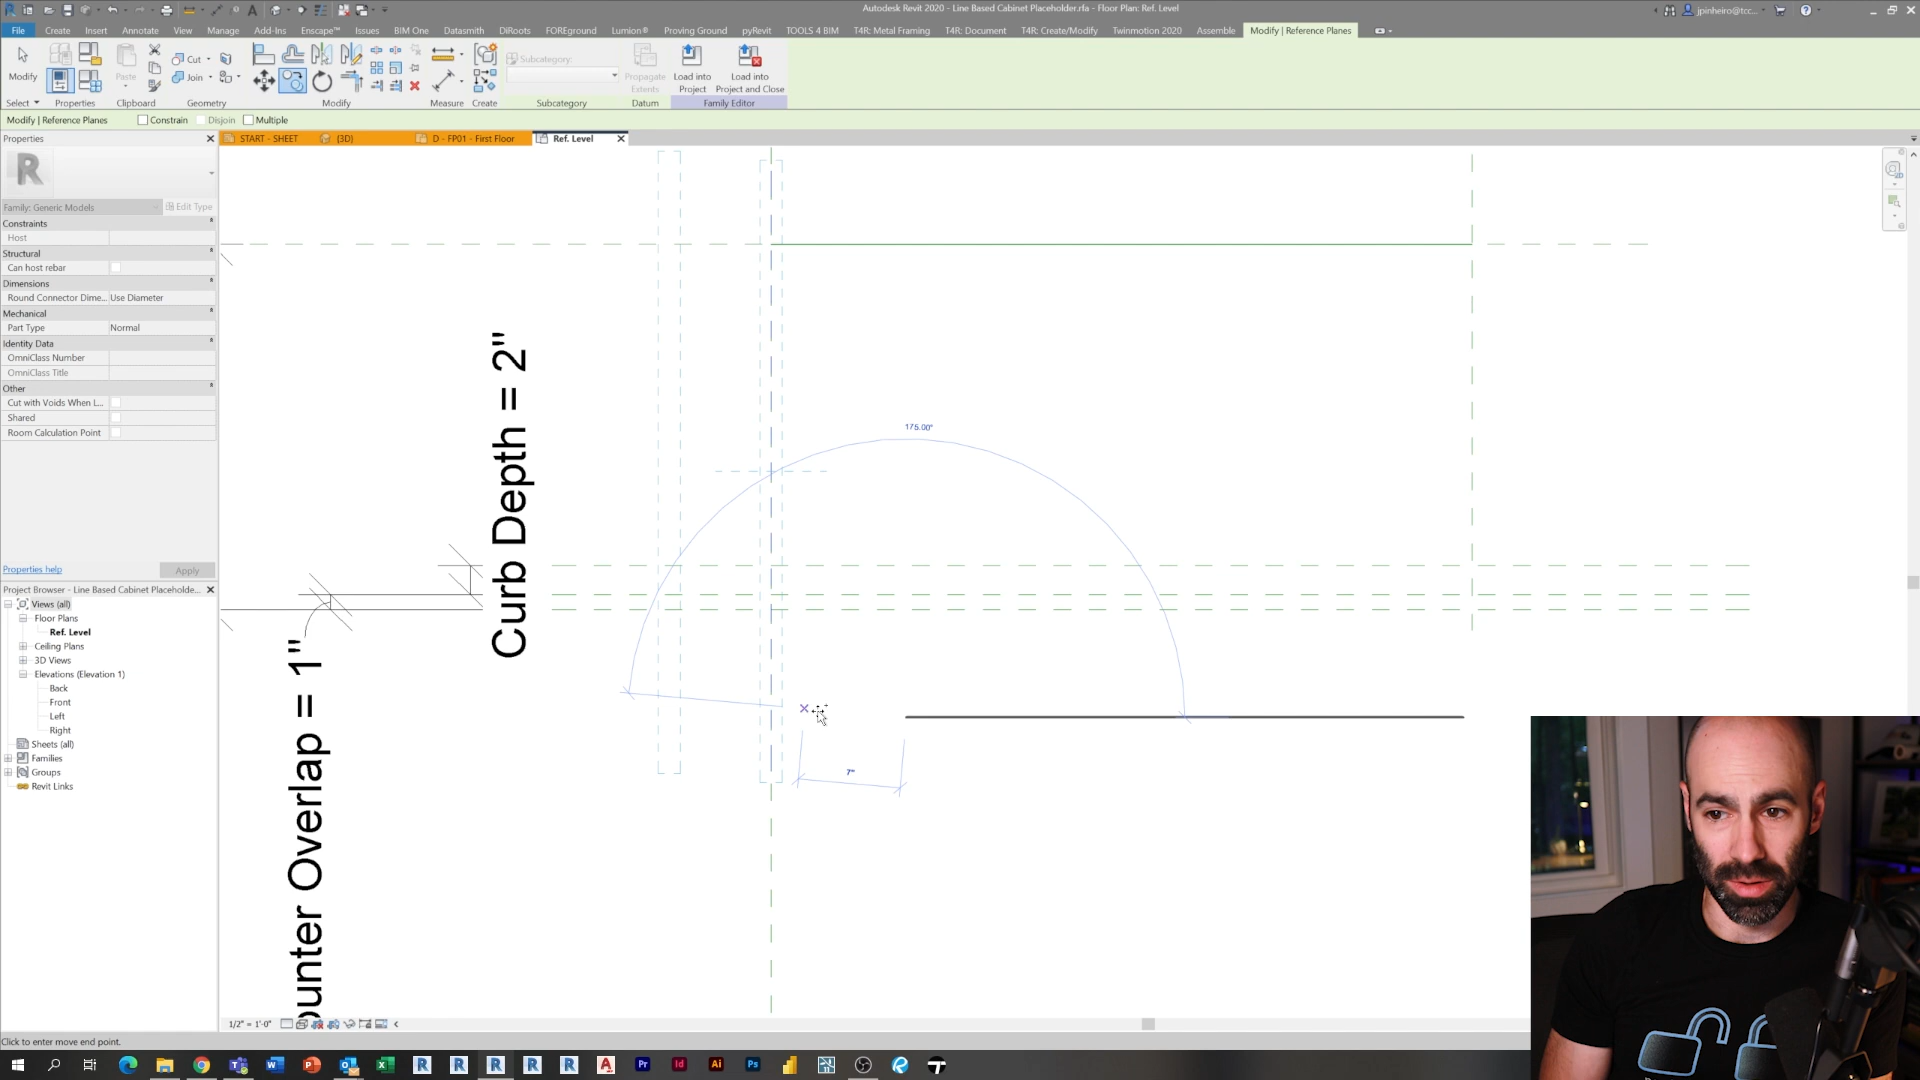 Autodesk Revit 2020 - Line Based Cabinet Placeholder.rfa - Floor Plan: Ref. Level
jpinheiro@tcc...
File Create Insert Annotate View Manage Add-Ins Enscape™ Issues BIM One Datasmith DiRoots FOREground Lumion® Proving Ground pyRevit TOOLS 4 BIM T4R: Metal Framing T4R: Document T4R: Create/Modify Twinmotion 2020 Assemble Modify | Reference Planes
Modify
Paste
Cut
Join
Subcategory:
Propagate Extents
Load into Project
Load into Project and Close
Select Properties Clipboard Geometry Modify Measure Create Subcategory Datum Family Editor
Modify | Reference Planes Constrain Disjoin Multiple
Properties
START - SHEET {3D} D - FP01 - First Floor Ref. Level
Family: Generic Models Edit Type
Constraints
Host
Structural
Can host rebar
Dimensions
Round Connector Dime... Use Diameter
Mechanical
Part Type Normal
Identity Data
OmniClass Number
OmniClass Title
Other
Cut with Voids When L...
Shared
Room Calculation Point
Properties help Apply
Project Browser - Line Based Cabinet Placeholde...
Views (all)
Floor Plans
Ref. Level
Ceiling Plans
3D Views
Elevations (Elevation 1)
Back
Front
Left
Right
Sheets (all)
Families
Groups
Revit Links
Curb Depth = 2"
ounter Overlap = 1"
175.00°
7"
1/2" = 1'-0"
Click to enter move end point.